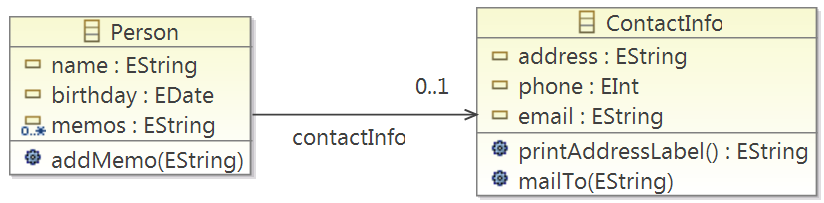 Person
name : EString
birthday : EDate
0..* memos : EString
addMemo(EString)
0..1
contactInfo
ContactInfo
address : EString
phone : EInt
email : EString
printAddressLabel() : EString
mailTo(EString)